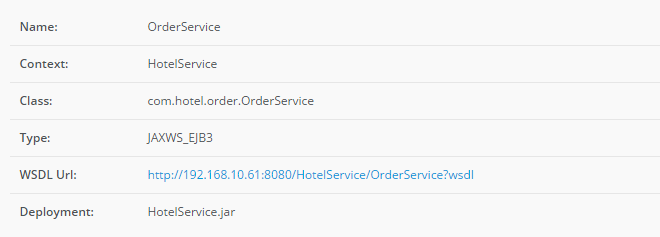 Name: OrderService
Context: HotelService
Class: com.hotel.order.OrderService
Type: JAXWS_EJB3
WSDL Url: http://192.168.10.61:8080/HotelService/OrderService?wsdl
Deployment: HotelService.jar